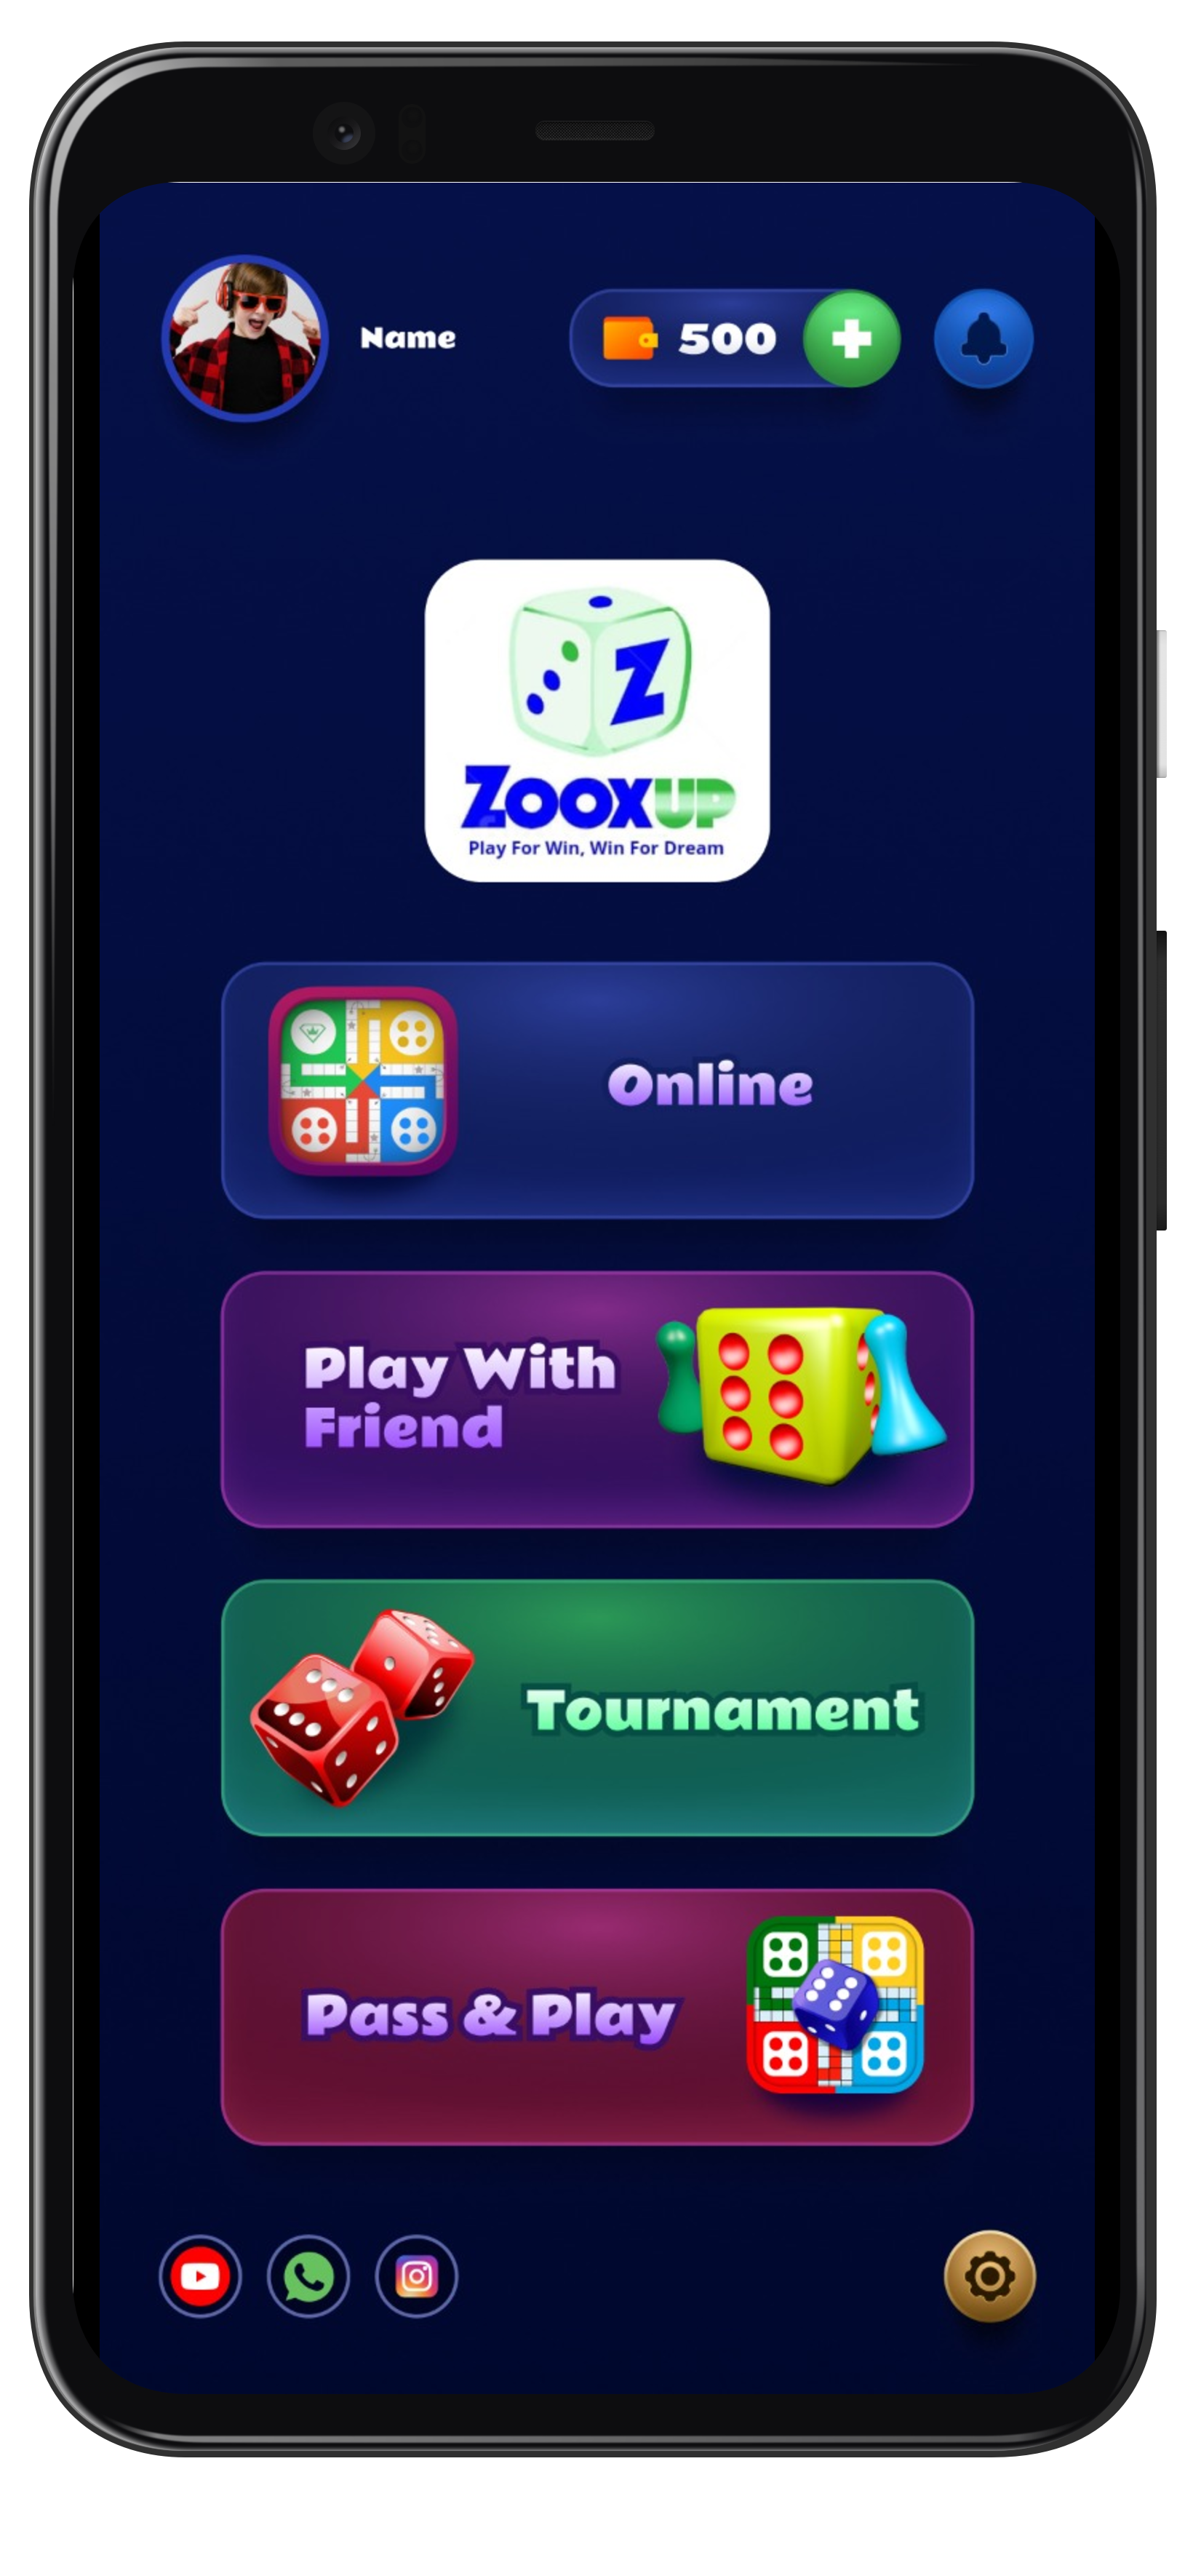 Name
500
Z
ZOOXUP
Play For Win, Win For Dream
Online
Play With
Friend
Tournament
Pass & Play